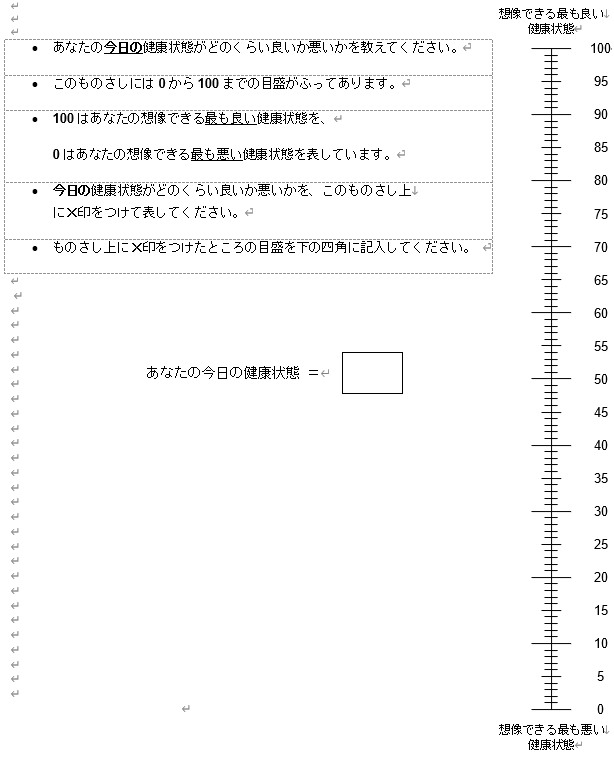 あなたの今日の健康状態がどのくらい良いか悪いかを教えてください。
このものさしには 0 から 100 までの目盛がふってあります。
100 はあなたの想像できる最も良い健康状態を、
0 はあなたの想像できる最も悪い健康状態を表しています。
今日の健康状態がどのくらい良いか悪いかを、このものさし上
に×印をつけて表してください。
ものさし上に×印をつけたところの目盛を下の四角に記入してください。
あなたの今日の健康状態 ＝
想像できる最も良い
健康状態
100
95
90
85
80
75
70
65
60
55
50
45
40
35
30
25
20
15
10
5
0
想像できる最も悪い
健康状態